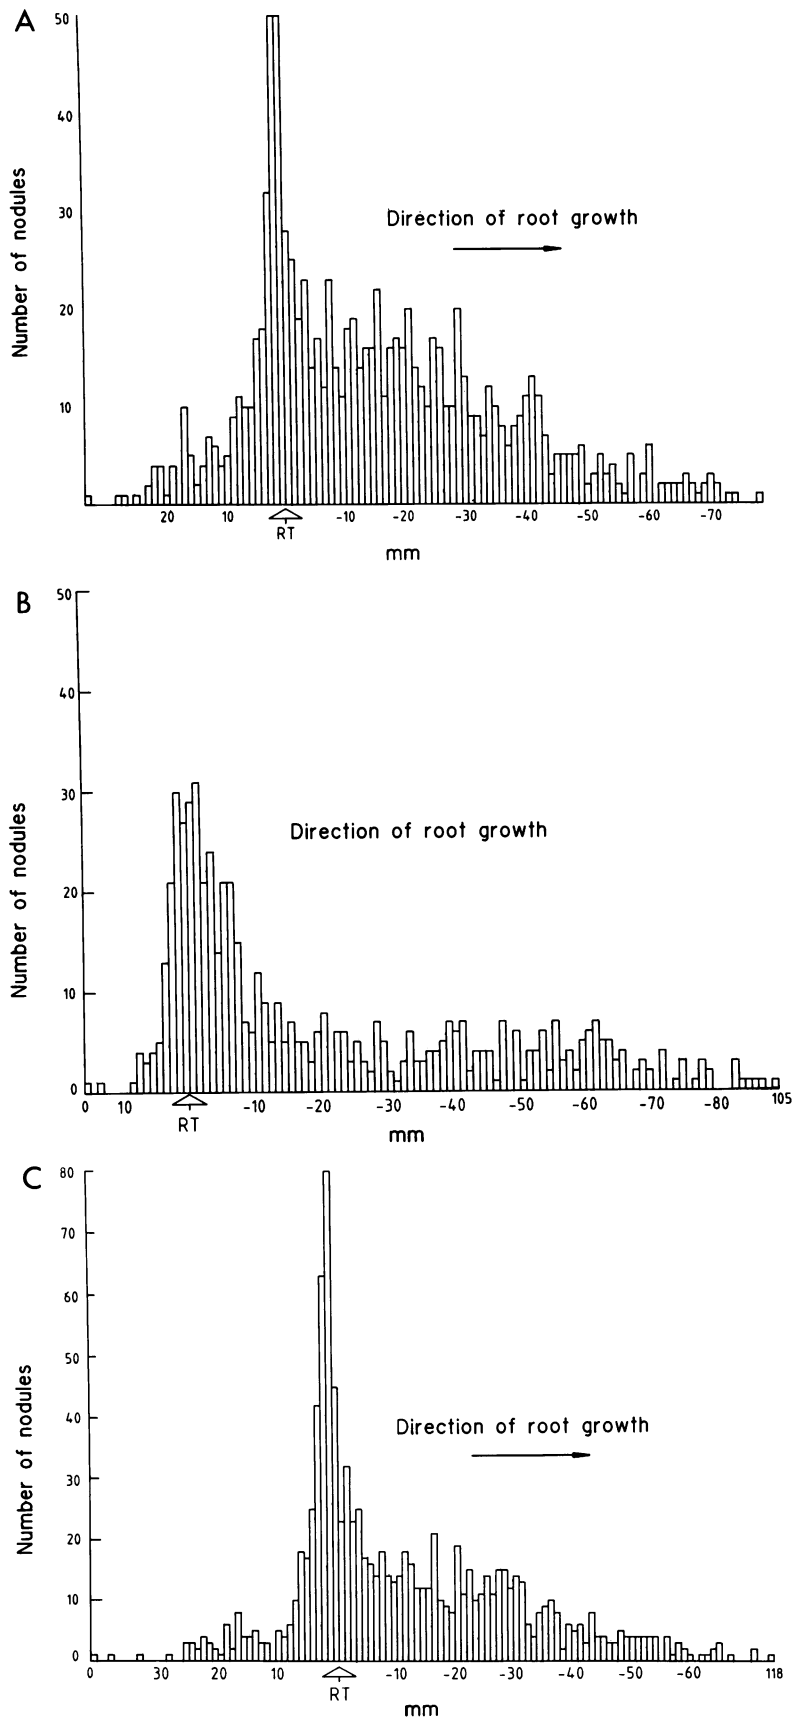 A
50
40
30
20
10
Number of nodules
Direction of root growth
20 10 -10 -20 -30 -40 -50 -60 -70
RT
mm
B
50
40
30
20
10
0
Number of nodules
Direction of root growth
0 10 -10 -20 -30 -40 -50 -60 -70 -80 105
RT
mm
C
80
70
60
50
40
30
20
10
0
Number of nodules
Direction of root growth
0 30 20 10 -10 -20 -30 -40 -50 -60 118
RT
mm